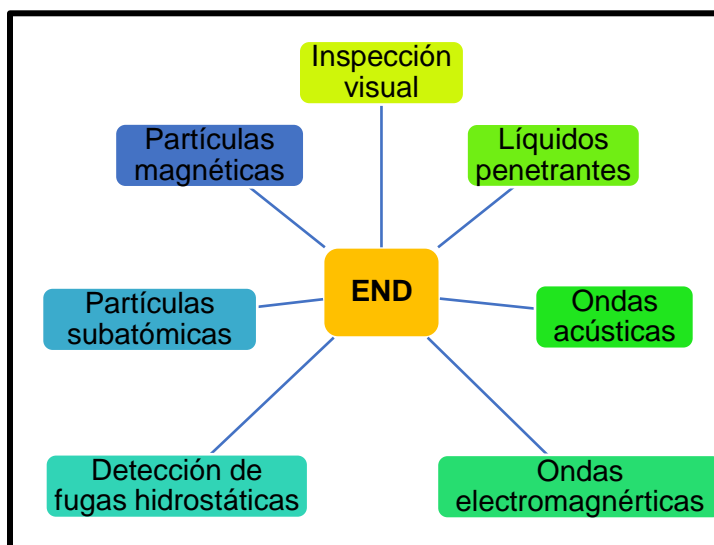 Inspección
visual
Partículas
magnéticas
Líquidos
penetrantes
END
Partículas
subatómicas
Ondas
acústicas
Detección de
fugas hidrostáticas
Ondas
electromagnérticas